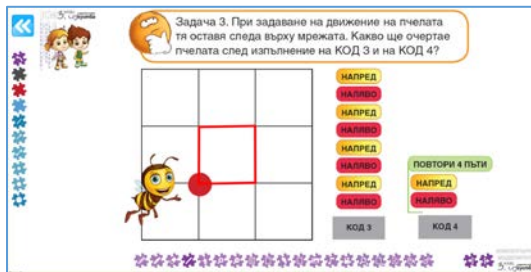 Задача 3. При задаване на движение на пчелата
тя оставя следа върху мрежата. Какво ще очертае
пчелата след изпълнение на КОД 3 и на КОД 4?
НАПРЕД
НАЛЯВО
НАПРЕД
НАЛЯВО
НАПРЕД
НАЛЯВО
НАПРЕД
НАЛЯВО
КОД 3
ПОВТОРИ 4 ПЪТИ
НАПРЕД
НАЛЯВО
КОД 4